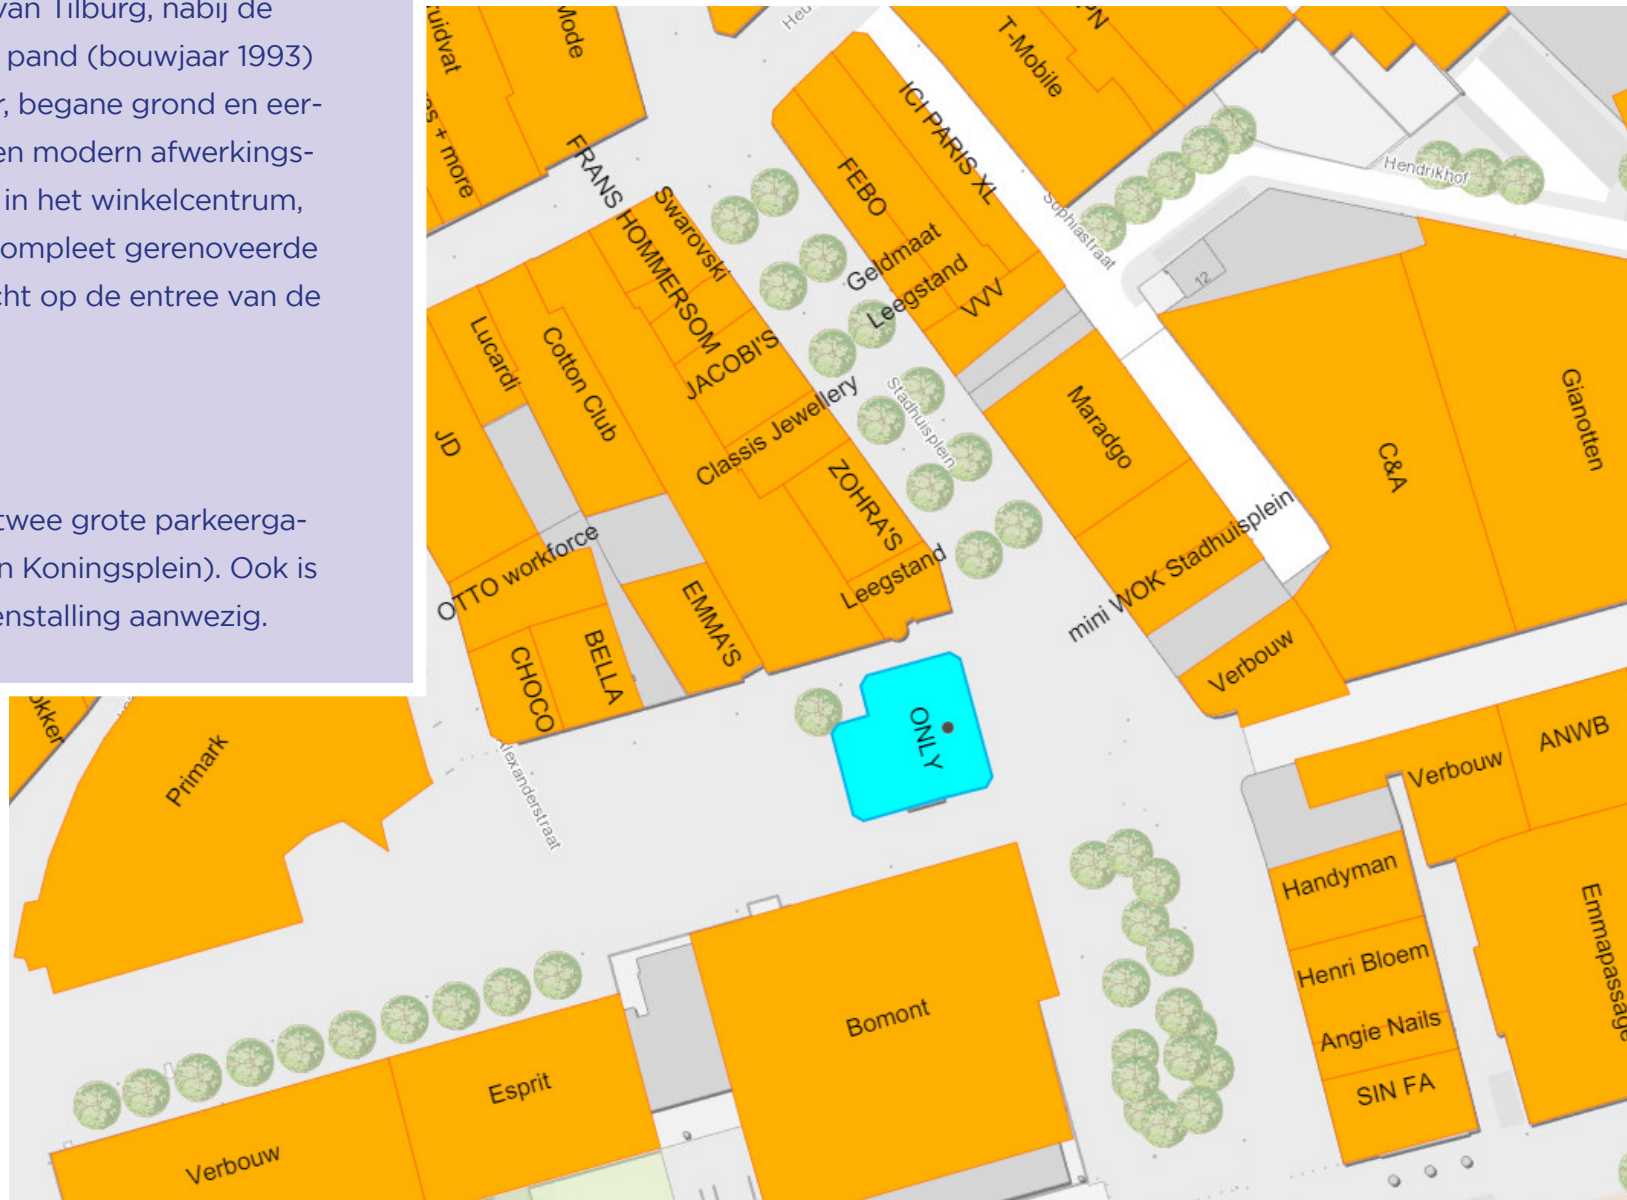 van Tilburg, nabij de
pand (bouwjaar 1993)
begane grond en eer-
en modern afwerkings-
in het winkelcentrum,
compleet gerenoveerde
cht op de entree van de
twee grote parkeerga-
n Koningsplein). Ook is
enstalling aanwezig.
Mode
T-Mobile
ICI PARIS XL
+ more
FRANS HOMMERSOM
Swarovski
FEBO
Geldmaat
Leegstand
VVV
Sophiastraat
Hendrikhof
12
Lucardi
Cotton Club
JACOBI'S
Classis Jewellery
Stadhuisplein
JD
Maradgo
C&A
Gianotten
ZOHRA'S
Leegstand
OTTO workforce
EMMA'S
BELLA
CHOCO
mini WOK Stadhuisplein
Verbouw
ONLY
Primark
Alexanderstraat
Verbouw
ANWB
Handyman
Henri Bloem
Angie Nails
SIN FA
Emmapassage
Bomont
Esprit
Verbouw